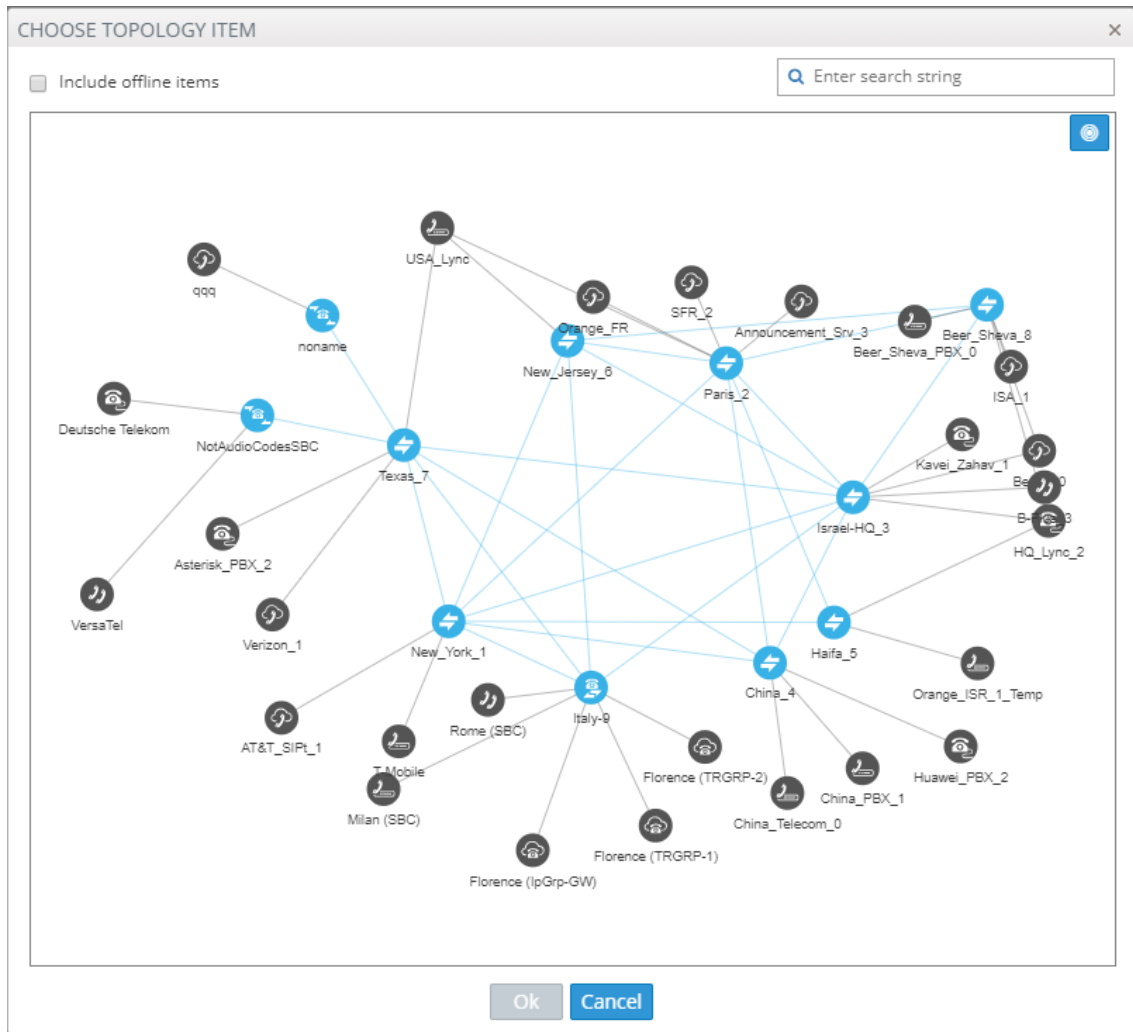 CHOOSE TOPOLOGY ITEM
Include offline items
Enter search string
USA_Lync
qqq
SFR_2
Orange_FR
Announcement_Srv_3
Beer_Sheva_8
noname
Beer_Sheva_PBX_0
New_Jersey_6
Paris_2
ISA_1
Deutsche Telekom
NotAudioCodesSBC
Kavei_Zahav_1
Texas_7
Israel-HQ_3
HQ_Lync_2
Asterisk_PBX_2
VersaTel
Verizon_1
New_York_1
Haifa_5
China_4
Orange_ISR_1_Temp
Italy-9
Rome (SBC)
AT&T_SIPt_1
T-Mobile
Florence (TRGRP-2)
Huawei_PBX_2
China_PBX_1
Milan (SBC)
China_Telecom_0
Florence (TRGRP-1)
Florence (IpGrp-GW)
Ok
Cancel